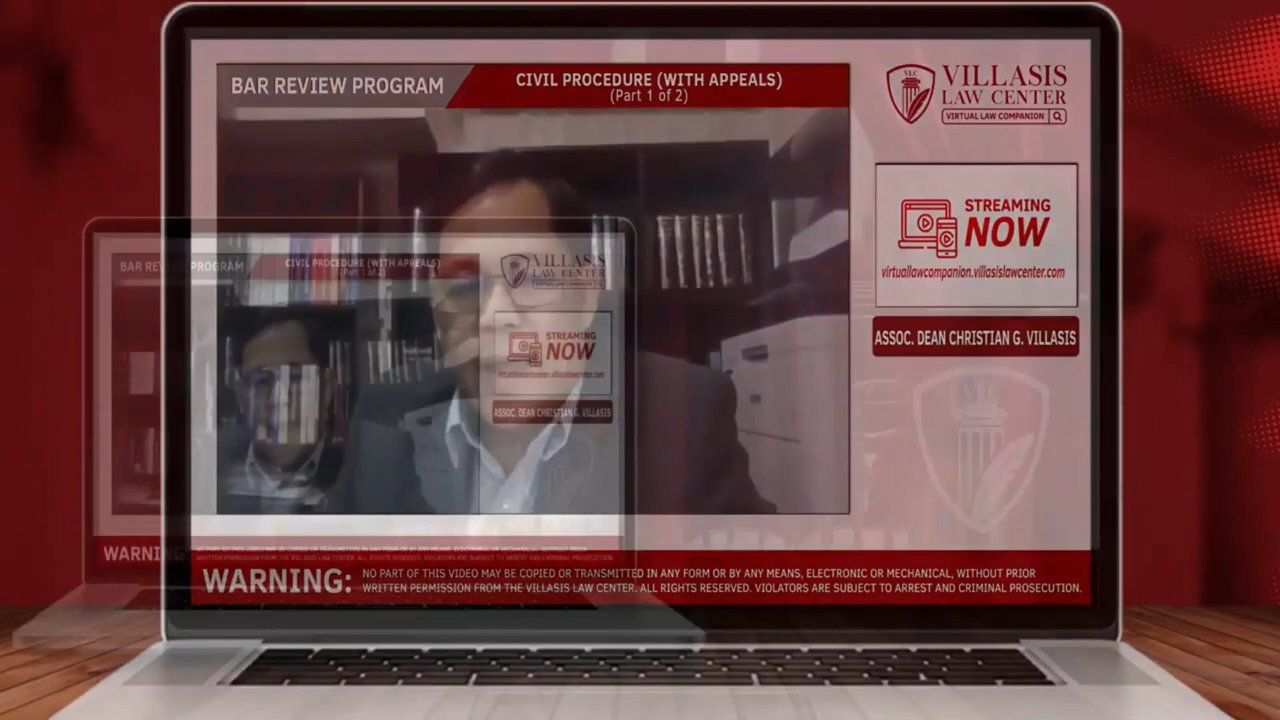 BAR REVIEW PROGRAM
CIVIL PROCEDURE (WITH APPEALS)
(Part 1 of 2)
VLC
VILLASIS
LAW CENTER
VIRTUAL LAW COMPANION
STREAMING
NOW
virtuallawcompanion.villasislawcenter.com
ASSOC. DEAN CHRISTIAN G. VILLASIS
BAR REV PROGRAM
CIVIL PROCEDURE (WITH APPEALS)
(Part 1 of 2)
VILLASIS
LAW CENTER
STREAMING
NOW
ASSOC. DEAN CHRISTIAN G. VILLASIS
WARNING
WARNING:
NO PART OF THIS VIDEO MAY BE COPIED OR TRANSMITTED IN ANY FORM OR BY ANY MEANS, ELECTRONIC OR MECHANICAL, WITHOUT PRIOR
WRITTEN PERMISSION FROM THE VILLASIS LAW CENTER. ALL RIGHTS RESERVED. VIOLATORS ARE SUBJECT TO ARREST AND CRIMINAL PROSECUTION.